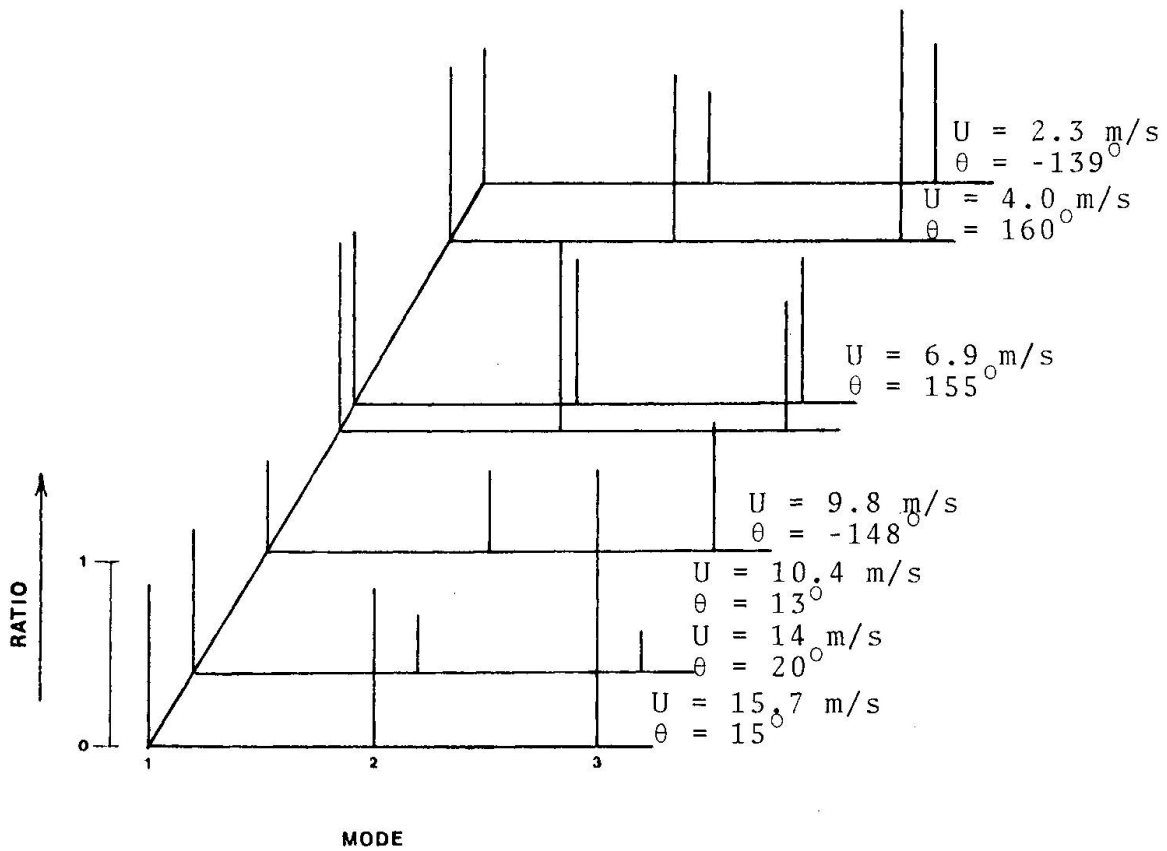 U = 2.3 m/s
θ = -139°
U = 4.0 m/s
θ = 160°
U = 6.9 m/s
θ = 155°
U = 9.8 m/s
θ = -148°
U = 10.4 m/s
θ = 13°
U = 14 m/s
θ = 20°
U = 15.7 m/s
θ = 15°
RATIO
1
0
1
2
3
MODE